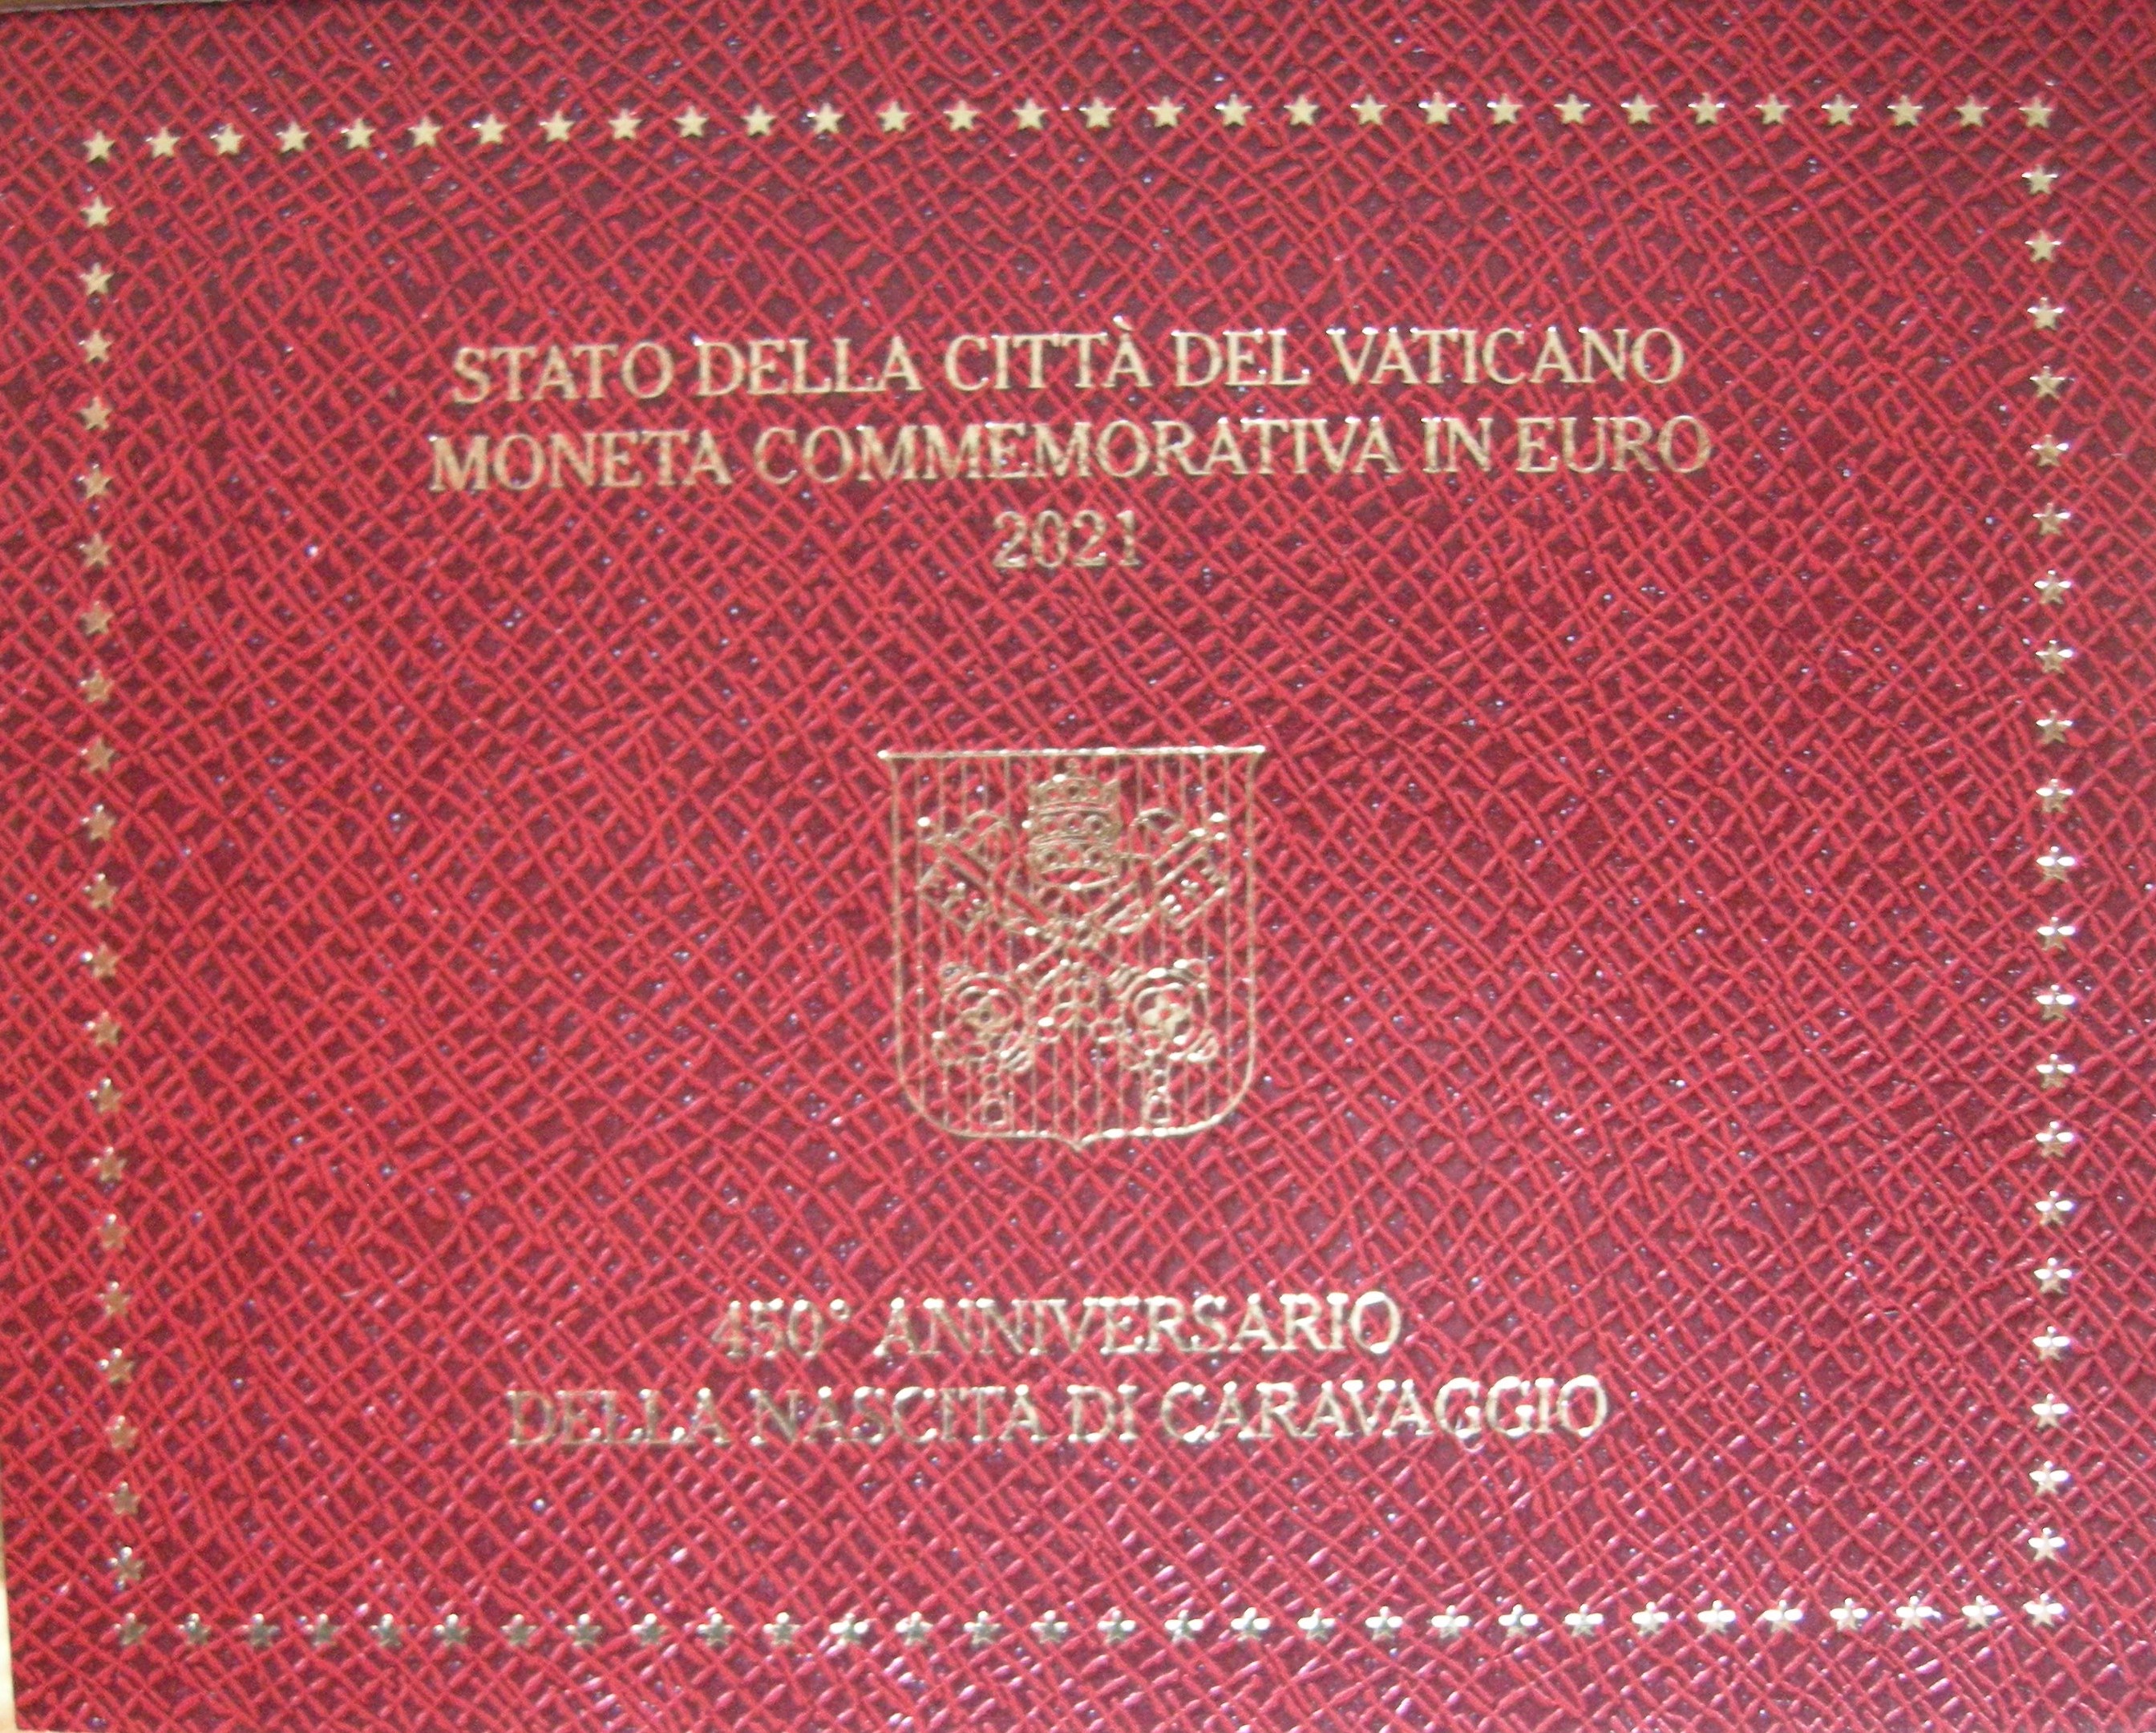 STATO DELLA CITTÀ DEL VATICANO
MONETA COMMEMORATIVA IN EURO
2021
450° ANNIVERSARIO
DELLA NASCITA DI CARAVAGGIO